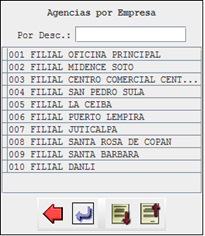 Agencias por Empresa
Por Desc.:
001 FILIAL OFICINA PRINCIPAL
002 FILIAL MIDENCE SOTO
003 FILIAL CENTRO COMERCIAL CENT...
004 FILIAL SAN PEDRO SULA
005 FILIAL LA CEIBA
006 FILIAL PUERTO LEMPIRA
007 FILIAL JUTICALPA
008 FILIAL SANTA ROSA DE COPAN
009 FILIAL SANTA BARBARA
010 FILIAL DANLI